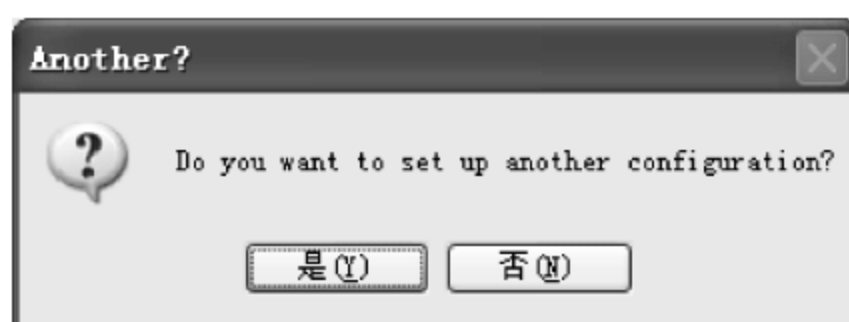 Another?
Do you want to set up another configuration?
是(Y) 否(N)